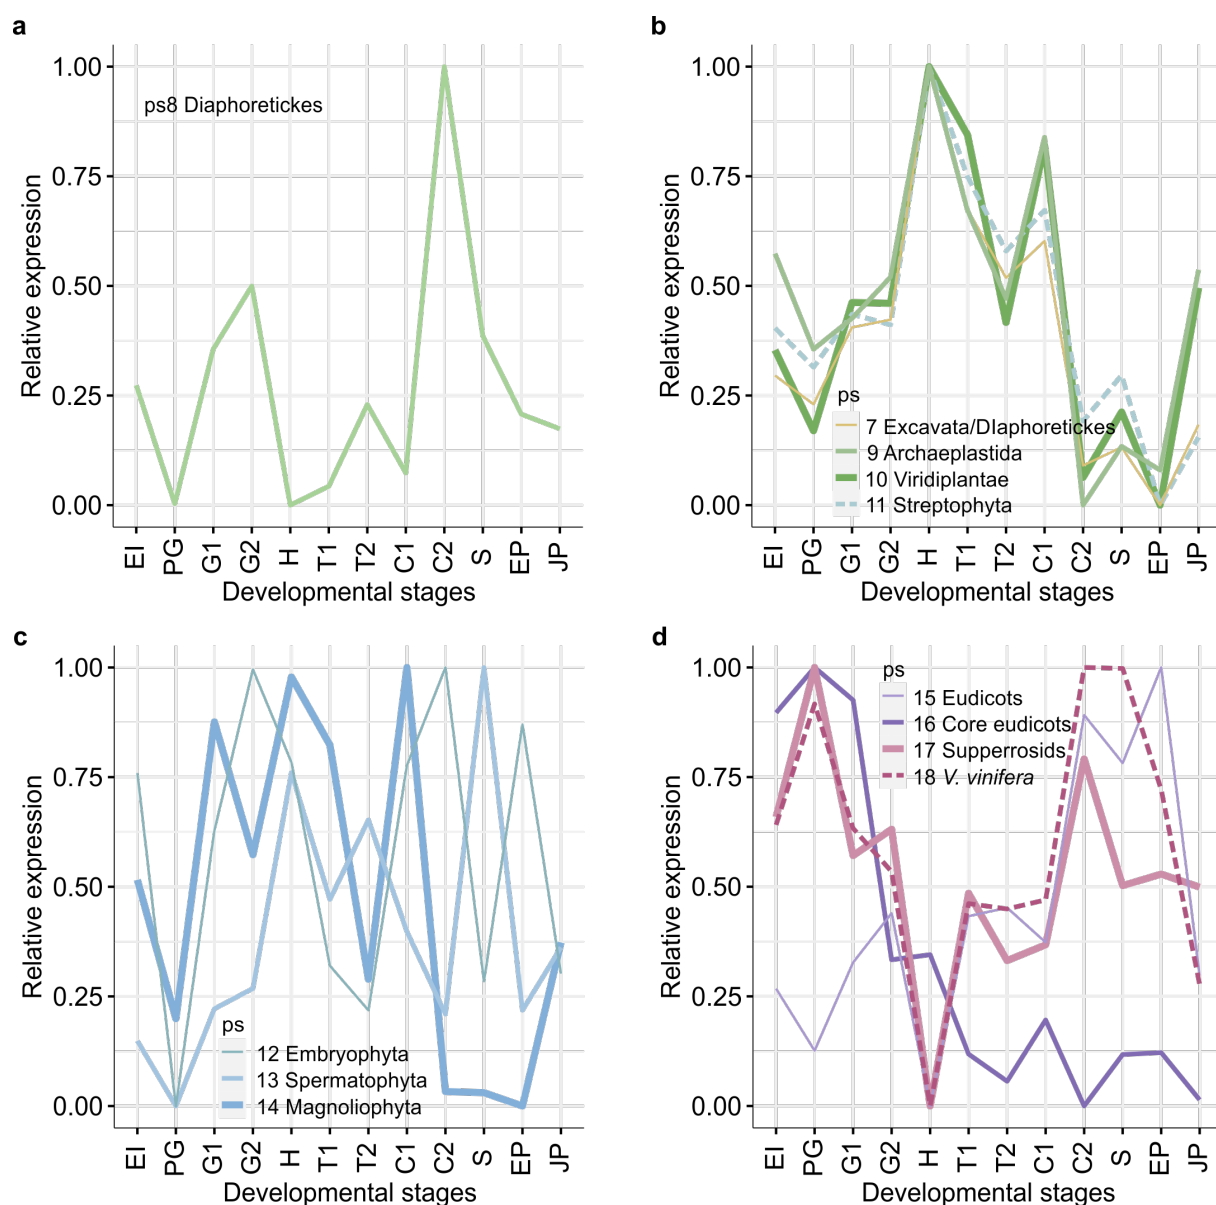 a
1.00
0.75
0.50
0.25
0.00
Relative expression
ps8 Diaphoretickes
EI PG G1 G2 H T1 T2 C1 C2 S EP JP
Developmental stages
b
1.00
0.75
0.50
0.25
0.00
Relative expression
ps
7 Excavata/DIaphoretickes
9 Archaeplastida
10 Viridiplantae
11 Streptophyta
EI PG G1 G2 H T1 T2 C1 C2 S EP JP
Developmental stages
c
1.00
0.75
0.50
0.25
0.00
Relative expression
ps
12 Embryophyta
13 Spermatophyta
14 Magnoliophyta
EI PG G1 G2 H T1 T2 C1 C2 S EP JP
Developmental stages
d
1.00
0.75
0.50
0.25
0.00
Relative expression
ps
15 Eudicots
16 Core eudicots
17 Supperrosids
18 V. vinifera
EI PG G1 G2 H T1 T2 C1 C2 S EP JP
Developmental stages